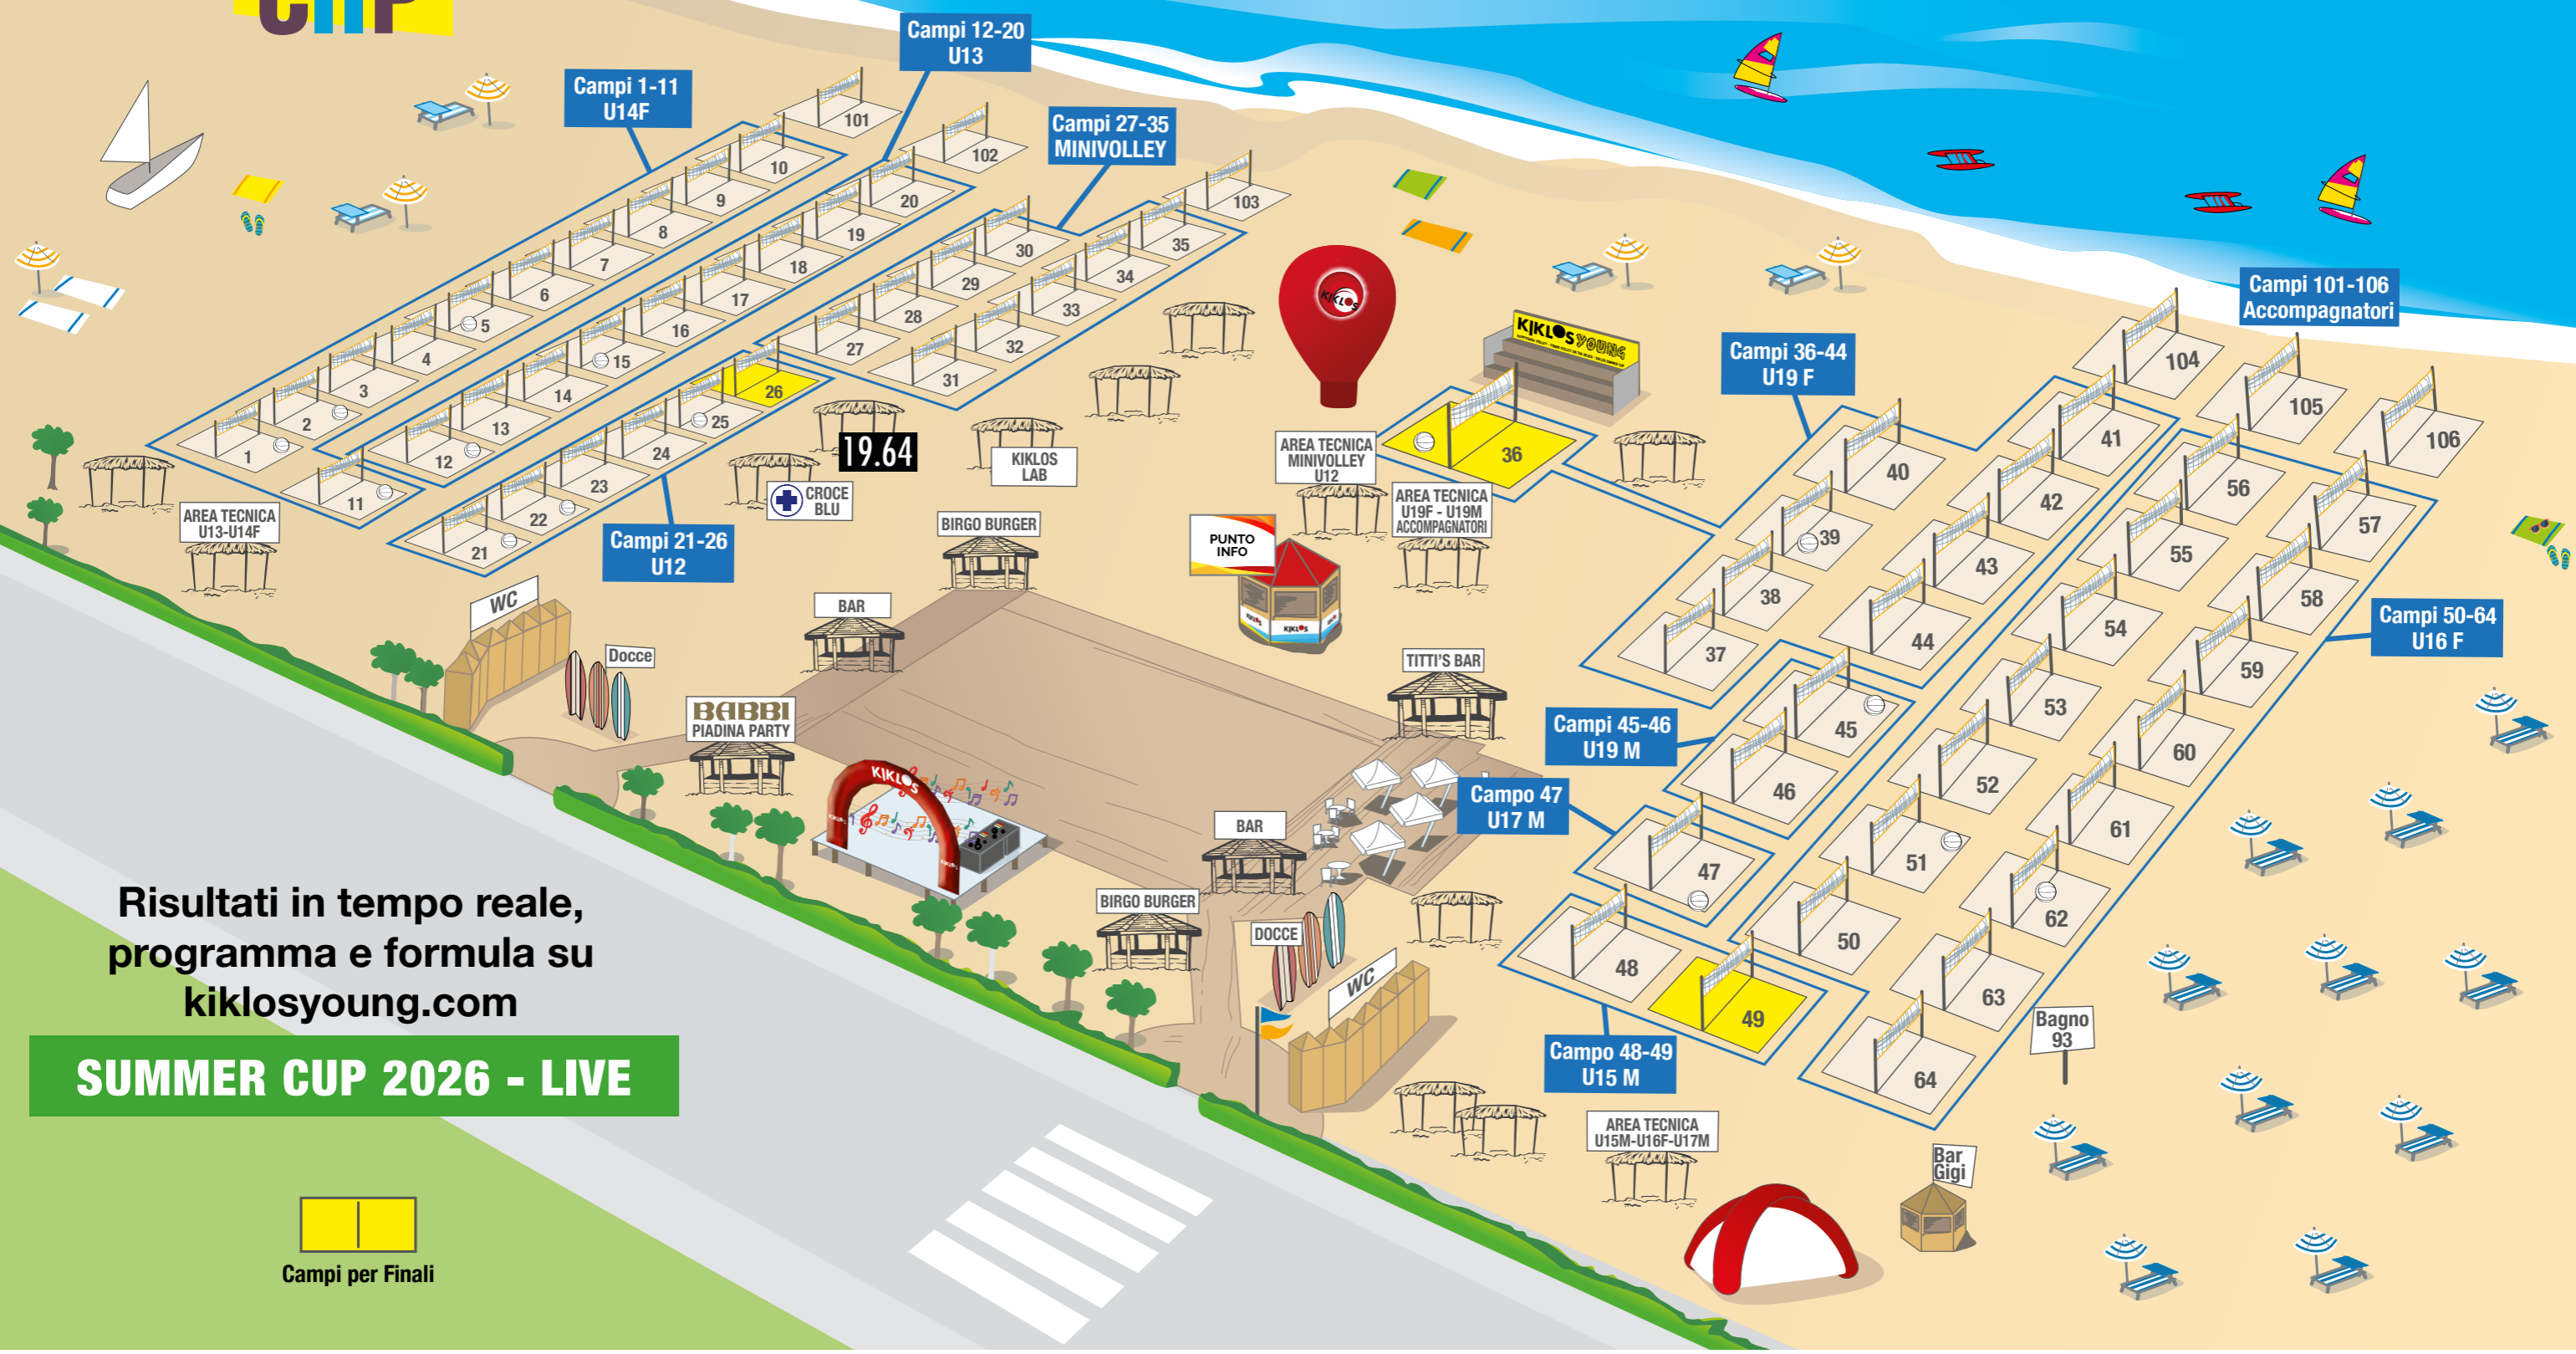 CUP
Campi 12-20
U13
Campi 1-11
U14F
Campi 27-35
MINIVOLLEY
101
10
102
9
20
103
8
19
30
35
7
18
29
34
6
17
28
33
5
16
27
32
4
15
31
3
14
26
2
13
25
1
12
24
11
23
22
21
Campi 101-106
Accompagnatori
KIKLOS
KIKLOS YOUNG
Campi 36-44
U19 F
104
105
106
41
40
36
42
56
39
43
55
57
38
44
54
58
37
53
59
45
52
60
46
51
61
47
50
62
48
49
63
64
19.64
KIKLOS
LAB
CROCE
BLU
AREA TECNICA
MINIVOLLEY
U12
AREA TECNICA
U19F - U19M
ACCOMPAGNATORI
AREA TECNICA
U13-U14F
Campi 21-26
U12
BIRGO BURGER
PUNTO
INFO
KIKLOS
KIKLOS
WC
BAR
Docce
TITTI'S BAR
Campi 50-64
U16 F
BABBI
PIADINA PARTY
Campi 45-46
U19 M
KIKLOS
Campo 47
U17 M
BAR
BIRGO BURGER
DOCCE
WC
Campo 48-49
U15 M
Bagno
93
AREA TECNICA
U15M-U16F-U17M
Bar
Gigi
Risultati in tempo reale,
programma e formula su
kiklosyoung.com
SUMMER CUP 2026 - LIVE
Campi per Finali